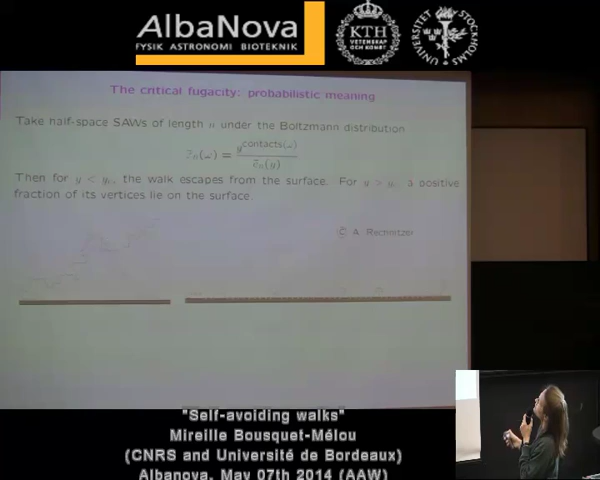 AlbaNova
FYSIK ASTRONOMI BIOTEKNIK
KTH
VETENSKAP
OCH KONST
STOCKHOLMS
UNIVERSITET
The critical fugacity: probabilistic meaning
Take half-space SAWs of length n under the Boltzmann distribution
y^contacts(ω)
=
c̄n(y)
Then for y < yc, the walk escapes from the surface. For y > yc, a positive
fraction of its vertices lie on the surface.
© A. Rechnitzer
"Self-avoiding walks"
Mireille Bousquet-Mélou
(CNRS and Université de Bordeaux)
Albanova, May 07th 2014 (AAW)